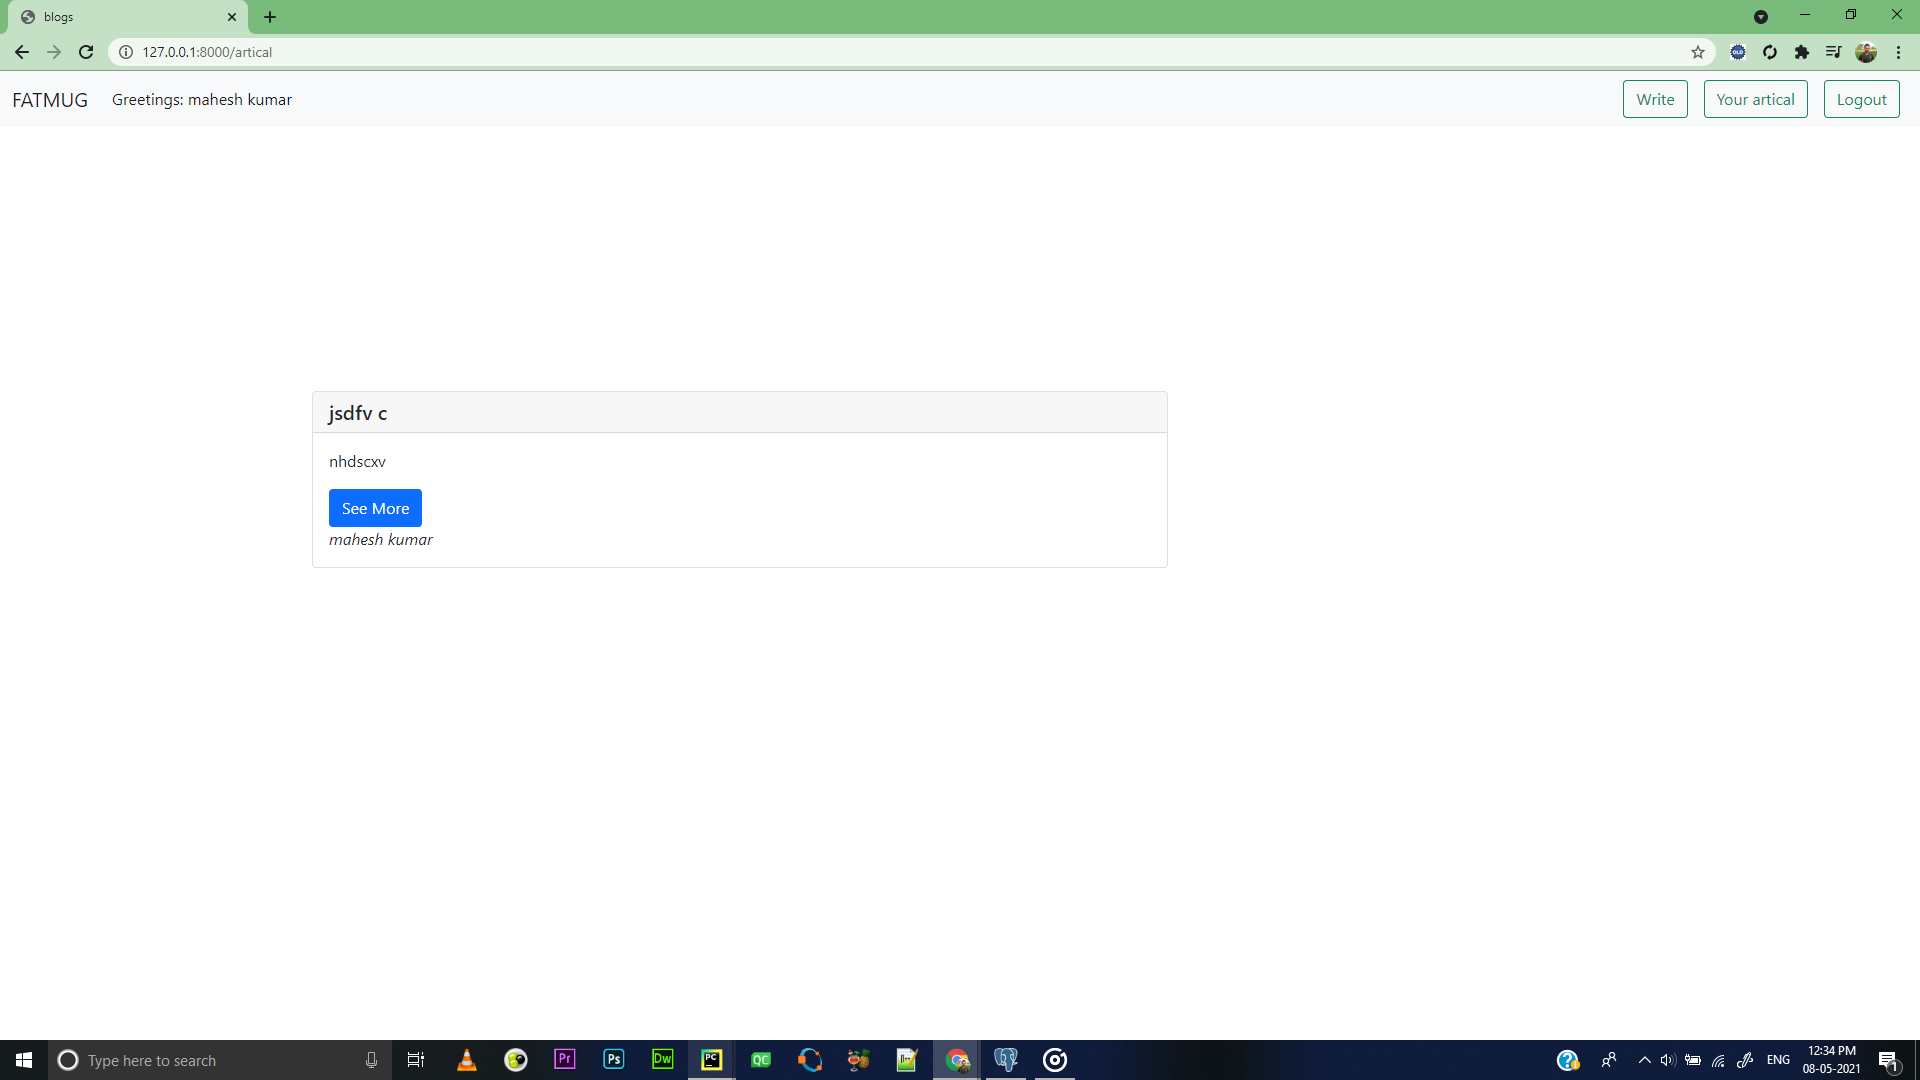 blogs
127.0.0.1:8000/artical
FATMUG Greetings: mahesh kumar Write Your artical Logout
jsdfv c
nhdscxv
See More
mahesh kumar
Type here to search
Pr Ps Dw PC QC
ENG
12:34 PM
08-05-2021
1